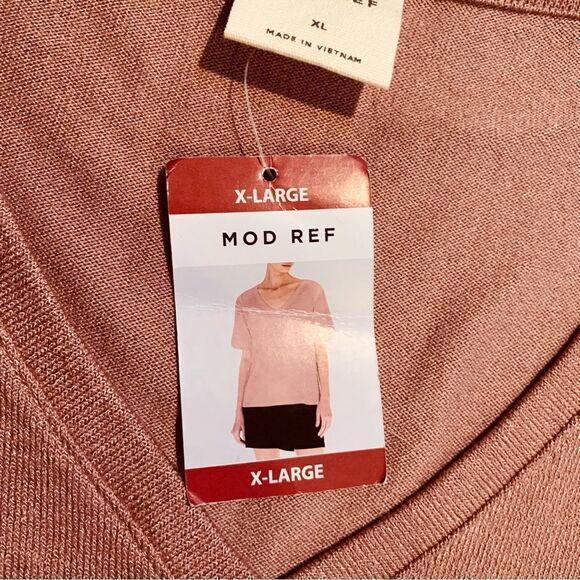 XL
MADE IN VIETNAM
X-LARGE
MOD REF
X-LARGE